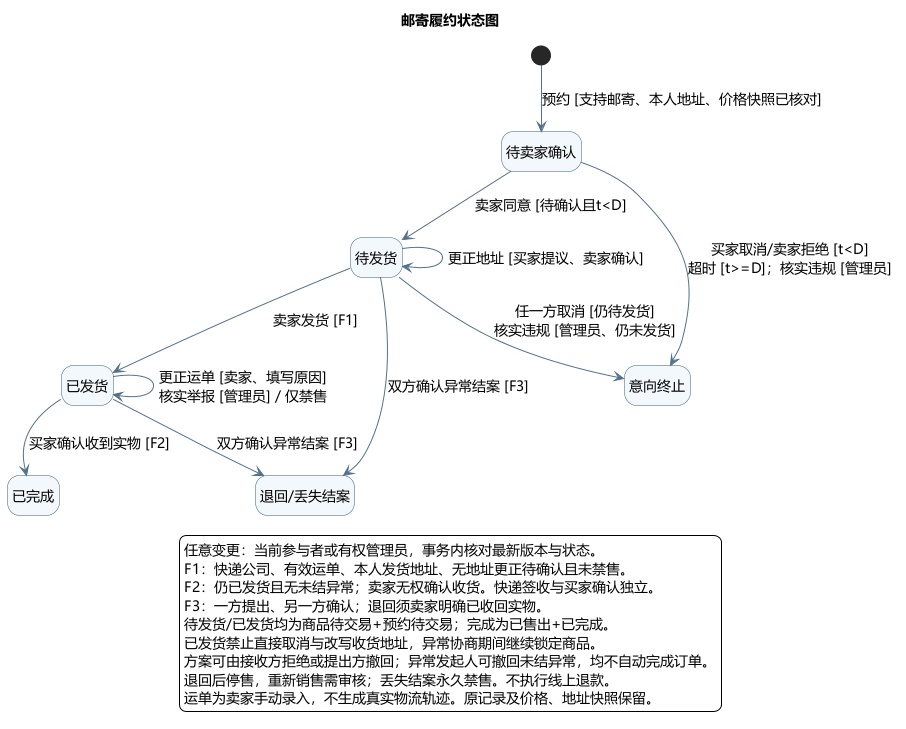 邮寄履约状态图
预约 [支持邮寄、本人地址、价格快照已核对]
待卖家确认
卖家同意 [待确认且t<D]
买家取消/卖家拒绝 [t<D]
超时 [t>=D]；核实违规 [管理员]
待发货
更正地址 [买家提议、卖家确认]
任一方取消 [仍待发货]
核实违规 [管理员、仍未发货]
卖家发货 [F1]
已发货
更正运单 [卖家、填写原因]
核实举报 [管理员] / 仅禁售
双方确认异常结案 [F3]
意向终止
买家确认收到实物 [F2]
双方确认异常结案 [F3]
已完成
退回/丢失结案
任意变更：当前参与者或有权管理员，事务内核对最新版本与状态。
F1：快递公司、有效运单、本人发货地址、无地址更正待确认且未禁售。
F2：仍已发货且无未结异常；卖家无权确认收货。快递签收与买家确认独立。
F3：一方提出、另一方确认；退回须卖家明确已收回实物。
待发货/已发货均为商品待交易+预约待交易；完成为已售出+已完成。
已发货禁止直接取消与改写收货地址，异常协商期间继续锁定商品。
方案可由接收方拒绝或提出方撤回；异常发起人可撤回未结异常，均不自动完成订单。
退回后停售，重新销售需审核；丢失结案永久禁售。不执行线上退款。
运单为卖家手动录入，不生成真实物流轨迹。原记录及价格、地址快照保留。